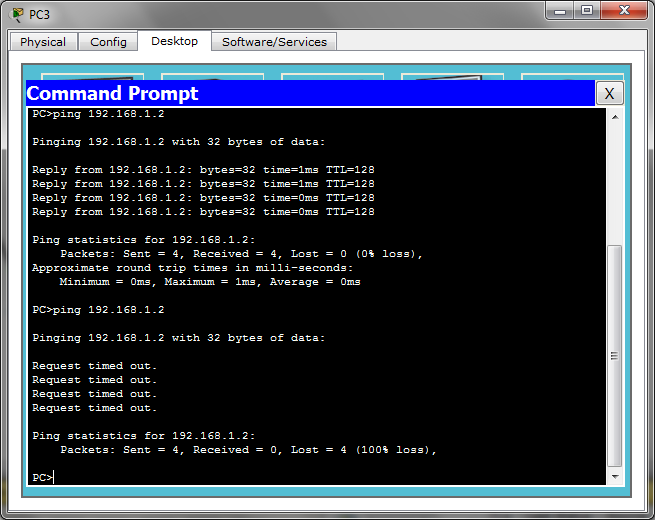 PC3
Physical Config Desktop Software/Services
Command Prompt X
PC>ping 192.168.1.2
Pinging 192.168.1.2 with 32 bytes of data:
Reply from 192.168.1.2: bytes=32 time=1ms TTL=128
Reply from 192.168.1.2: bytes=32 time=1ms TTL=128
Reply from 192.168.1.2: bytes=32 time=0ms TTL=128
Reply from 192.168.1.2: bytes=32 time=0ms TTL=128
Ping statistics for 192.168.1.2:
Packets: Sent = 4, Received = 4, Lost = 0 (0% loss),
Approximate round trip times in milli-seconds:
Minimum = 0ms, Maximum = 1ms, Average = 0ms
PC>ping 192.168.1.2
Pinging 192.168.1.2 with 32 bytes of data:
Request timed out.
Request timed out.
Request timed out.
Request timed out.
Ping statistics for 192.168.1.2:
Packets: Sent = 4, Received = 0, Lost = 4 (100% loss),
PC>